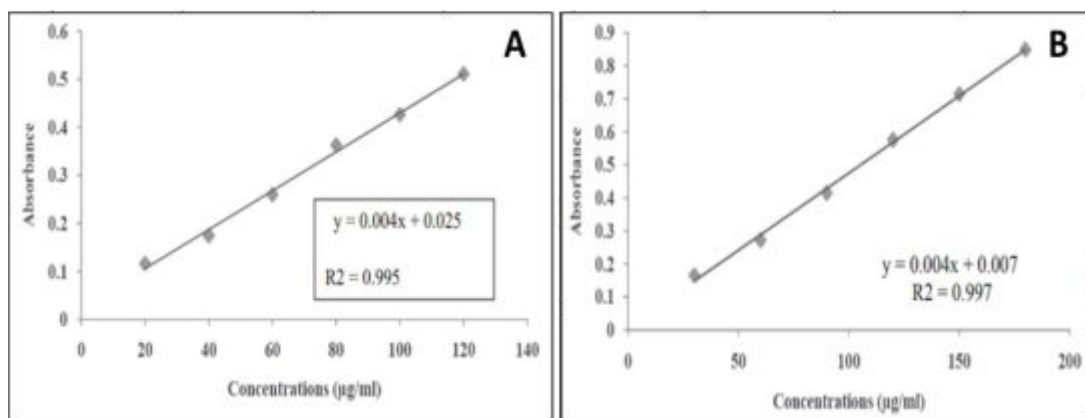 A
0.6
0.5
0.4
0.3
0.2
0.1
0
Absorbance
y = 0.004x + 0.025
R2 = 0.995
0 20 40 60 80 100 120 140
Concentrations (µg/ml)
B
0.9
0.8
0.7
0.6
0.5
0.4
0.3
0.2
0.1
0
Absorbance
y = 0.004x + 0.007
R2 = 0.997
0 50 100 150 200
Concentrations (µg/ml)